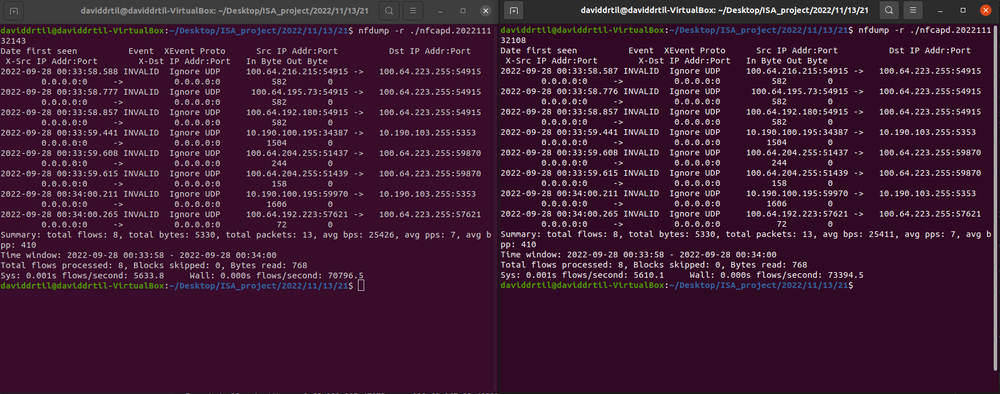 daviddrtil@daviddrtil-VirtualBox: ~/Desktop/ISA_project/2022/11/13/21
daviddrtil@daviddrtil-VirtualBox:~/Desktop/ISA_project/2022/11/13/21$ nfdump -r ./nfcapd.2022111
32143
Date first seen          Event  XEvent Proto      Src IP Addr:Port          Dst IP Addr:Port
 X-Src IP Addr:Port        X-Dst IP Addr:Port   In Byte Out Byte
2022-09-28 00:33:58.588 INVALID  Ignore UDP     100.64.216.215:54915 ->   100.64.223.255:54915
        0.0.0.0:0     ->          0.0.0.0:0          582        0
2022-09-28 00:33:58.777 INVALID  Ignore UDP      100.64.195.73:54915 ->   100.64.223.255:54915
        0.0.0.0:0     ->          0.0.0.0:0          582        0
2022-09-28 00:33:58.857 INVALID  Ignore UDP     100.64.192.180:54915 ->   100.64.223.255:54915
        0.0.0.0:0     ->          0.0.0.0:0          582        0
2022-09-28 00:33:59.441 INVALID  Ignore UDP     10.190.100.195:34387 ->   10.190.103.255:5353
        0.0.0.0:0     ->          0.0.0.0:0         1504        0
2022-09-28 00:33:59.608 INVALID  Ignore UDP     100.64.204.255:51437 ->   100.64.223.255:59870
        0.0.0.0:0     ->          0.0.0.0:0          244        0
2022-09-28 00:33:59.615 INVALID  Ignore UDP     100.64.204.255:51439 ->   100.64.223.255:59870
        0.0.0.0:0     ->          0.0.0.0:0          158        0
2022-09-28 00:34:00.211 INVALID  Ignore UDP     10.190.100.195:59970 ->   10.190.103.255:5353
        0.0.0.0:0     ->          0.0.0.0:0         1606        0
2022-09-28 00:34:00.265 INVALID  Ignore UDP     100.64.192.223:57621 ->   100.64.223.255:57621
        0.0.0.0:0     ->          0.0.0.0:0           72        0
Summary: total flows: 8, total bytes: 5330, total packets: 13, avg bps: 25426, avg pps: 7, avg b
pp: 410
Time window: 2022-09-28 00:33:58 - 2022-09-28 00:34:00
Total flows processed: 8, Blocks skipped: 0, Bytes read: 768
Sys: 0.001s flows/second: 5633.8     Wall: 0.000s flows/second: 70796.5
daviddrtil@daviddrtil-VirtualBox:~/Desktop/ISA_project/2022/11/13/21$
daviddrtil@daviddrtil-VirtualBox: ~/Desktop/ISA_project/2022/11/13/21
daviddrtil@daviddrtil-VirtualBox:~/Desktop/ISA_project/2022/11/13/21$ nfdump -r ./nfcapd.2022111
32108
Date first seen          Event  XEvent Proto      Src IP Addr:Port          Dst IP Addr:Port
 X-Src IP Addr:Port        X-Dst IP Addr:Port   In Byte Out Byte
2022-09-28 00:33:58.587 INVALID  Ignore UDP     100.64.216.215:54915 ->   100.64.223.255:54915
        0.0.0.0:0     ->          0.0.0.0:0          582        0
2022-09-28 00:33:58.776 INVALID  Ignore UDP      100.64.195.73:54915 ->   100.64.223.255:54915
        0.0.0.0:0     ->          0.0.0.0:0          582        0
2022-09-28 00:33:58.857 INVALID  Ignore UDP     100.64.192.180:54915 ->   100.64.223.255:54915
        0.0.0.0:0     ->          0.0.0.0:0          582        0
2022-09-28 00:33:59.441 INVALID  Ignore UDP     10.190.100.195:34387 ->   10.190.103.255:5353
        0.0.0.0:0     ->          0.0.0.0:0         1504        0
2022-09-28 00:33:59.608 INVALID  Ignore UDP     100.64.204.255:51437 ->   100.64.223.255:59870
        0.0.0.0:0     ->          0.0.0.0:0          244        0
2022-09-28 00:33:59.615 INVALID  Ignore UDP     100.64.204.255:51439 ->   100.64.223.255:59870
        0.0.0.0:0     ->          0.0.0.0:0          158        0
2022-09-28 00:34:00.211 INVALID  Ignore UDP     10.190.100.195:59970 ->   10.190.103.255:5353
        0.0.0.0:0     ->          0.0.0.0:0         1606        0
2022-09-28 00:34:00.265 INVALID  Ignore UDP     100.64.192.223:57621 ->   100.64.223.255:57621
        0.0.0.0:0     ->          0.0.0.0:0           72        0
Summary: total flows: 8, total bytes: 5330, total packets: 13, avg bps: 25411, avg pps: 7, avg b
pp: 410
Time window: 2022-09-28 00:33:58 - 2022-09-28 00:34:00
Total flows processed: 8, Blocks skipped: 0, Bytes read: 768
Sys: 0.001s flows/second: 5610.1     Wall: 0.000s flows/second: 73394.5
daviddrtil@daviddrtil-VirtualBox:~/Desktop/ISA_project/2022/11/13/21$